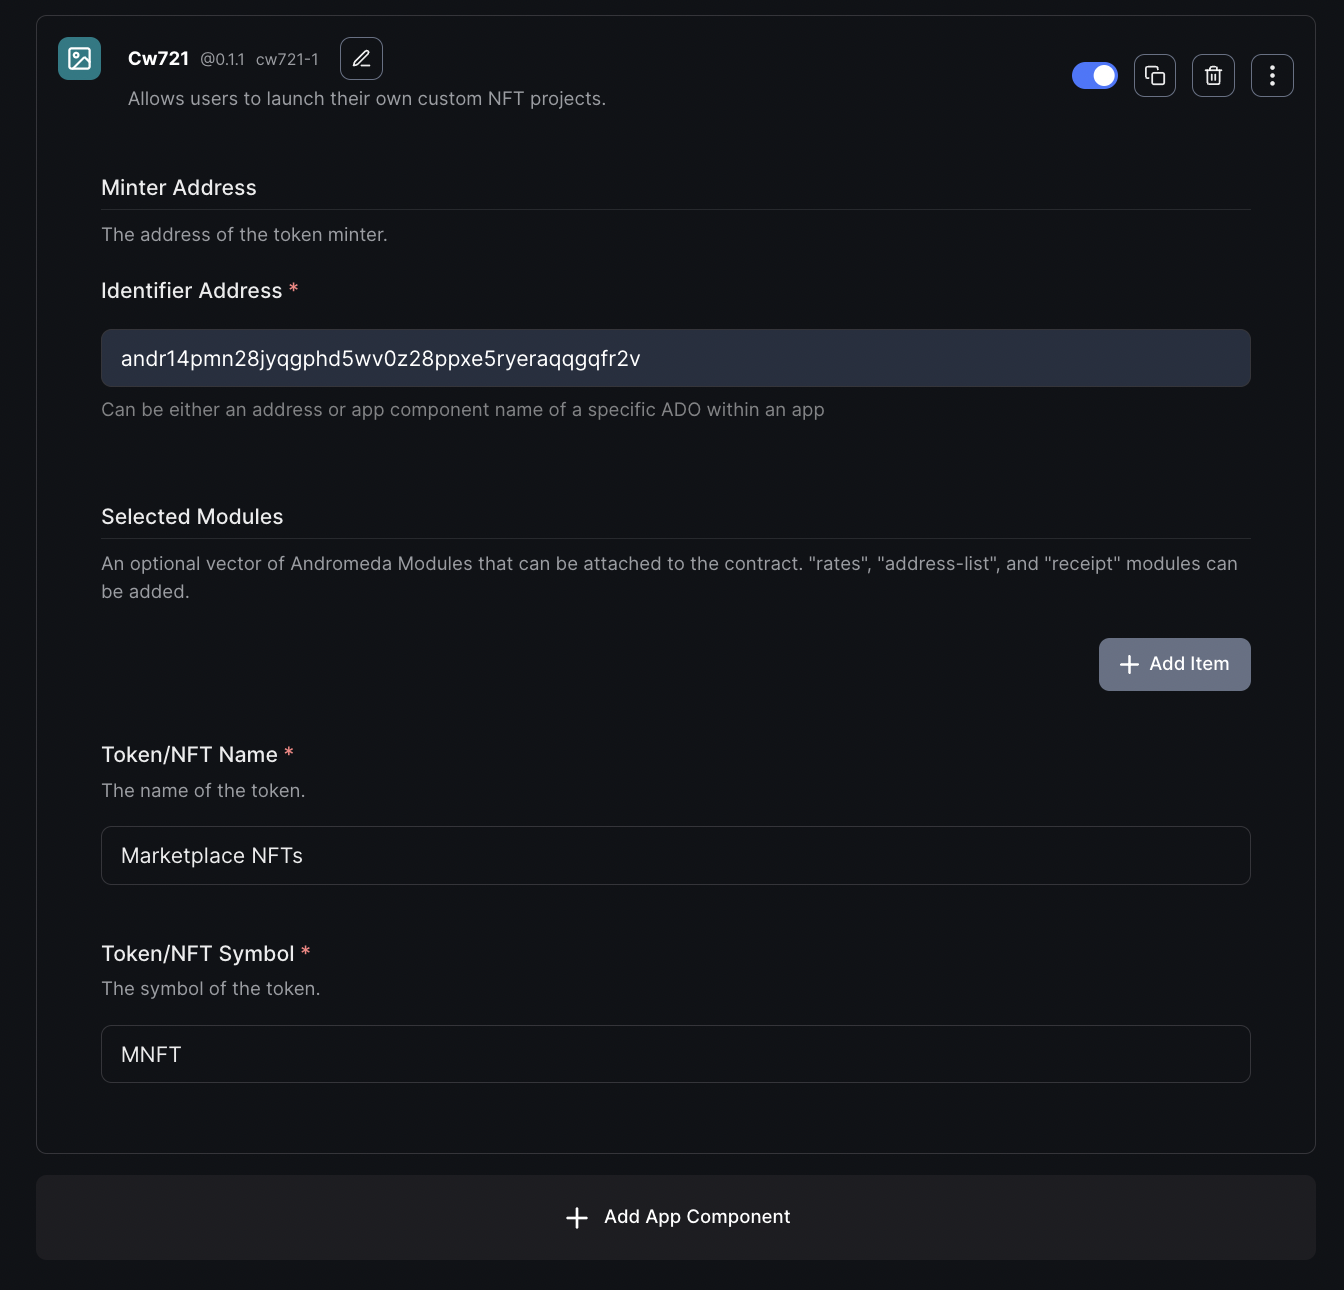 Cw721 @0.1.1 cw721-1
Allows users to launch their own custom NFT projects.
Minter Address
The address of the token minter.
Identifier Address *
andr14pmn28jyqgphd5wv0z28ppxe5ryeraqqgqfr2v
Can be either an address or app component name of a specific ADO within an app
Selected Modules
An optional vector of Andromeda Modules that can be attached to the contract. "rates", "address-list", and "receipt" modules can
be added.
Add Item
Token/NFT Name *
The name of the token.
Marketplace NFTs
Token/NFT Symbol *
The symbol of the token.
MNFT
Add App Component